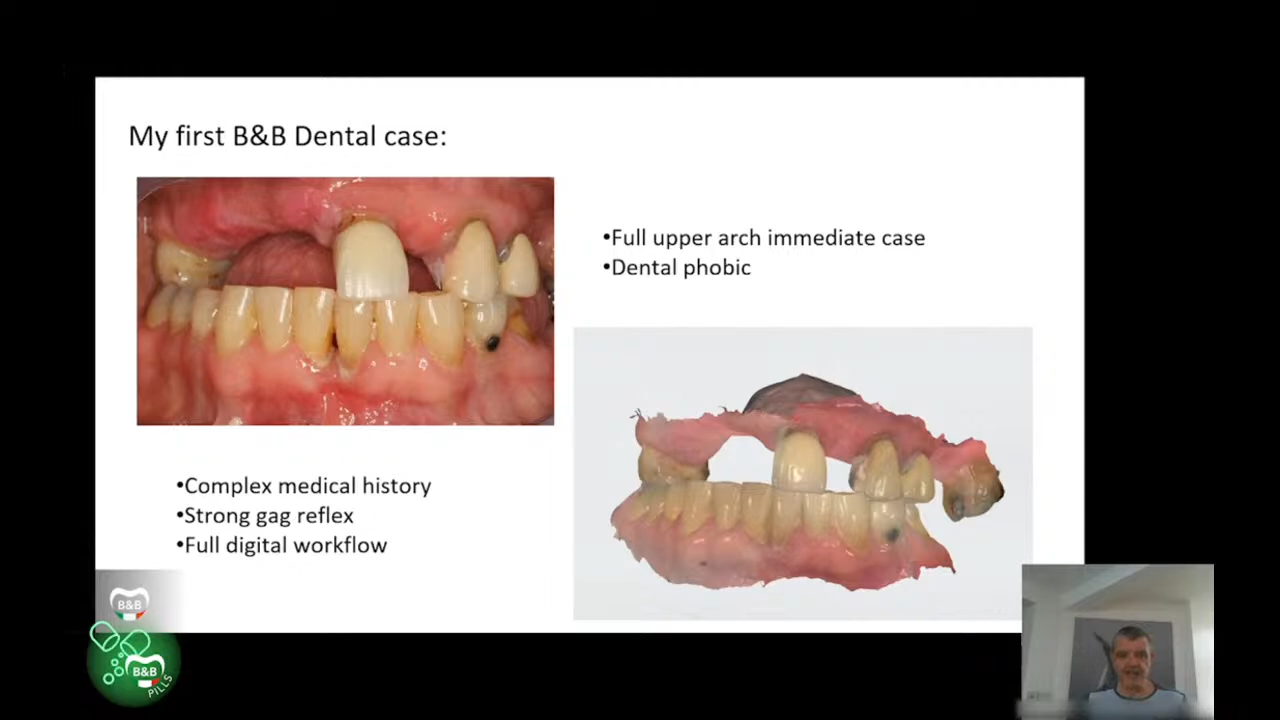 My first B&B Dental case:
•Full upper arch immediate case
•Dental phobic
•Complex medical history
•Strong gag reflex
•Full digital workflow
B&B
B&B
PILLS